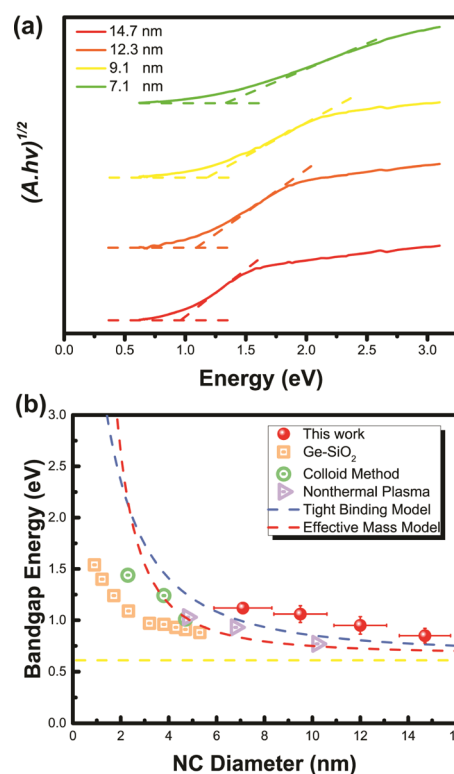 (a)
14.7 nm
12.3 nm
9.1 nm
7.1 nm
(A.hv)1/2
0.0 0.5 1.0 1.5 2.0 2.5 3.0
Energy (eV)
(b)
3.0
2.5
2.0
1.5
1.0
0.5
0.0
Bandgap Energy (eV)
This work
Ge-SiO2
Colloid Method
Nonthermal Plasma
Tight Binding Model
Effective Mass Model
0 2 4 6 8 10 12 14
NC Diameter (nm)